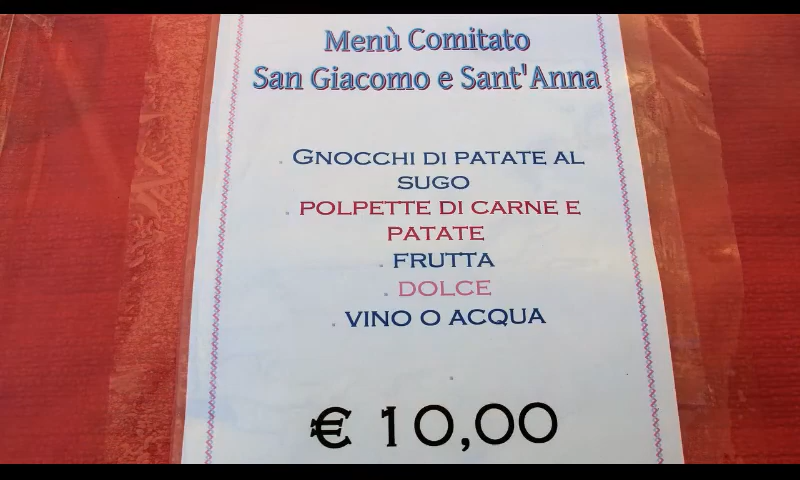 Menù Comitato
San Giacomo e Sant'Anna
. GNOCCHI DI PATATE AL
SUGO
. POLPETTE DI CARNE E
PATATE
. FRUTTA
. DOLCE
. VINO O ACQUA
.
€ 10,00